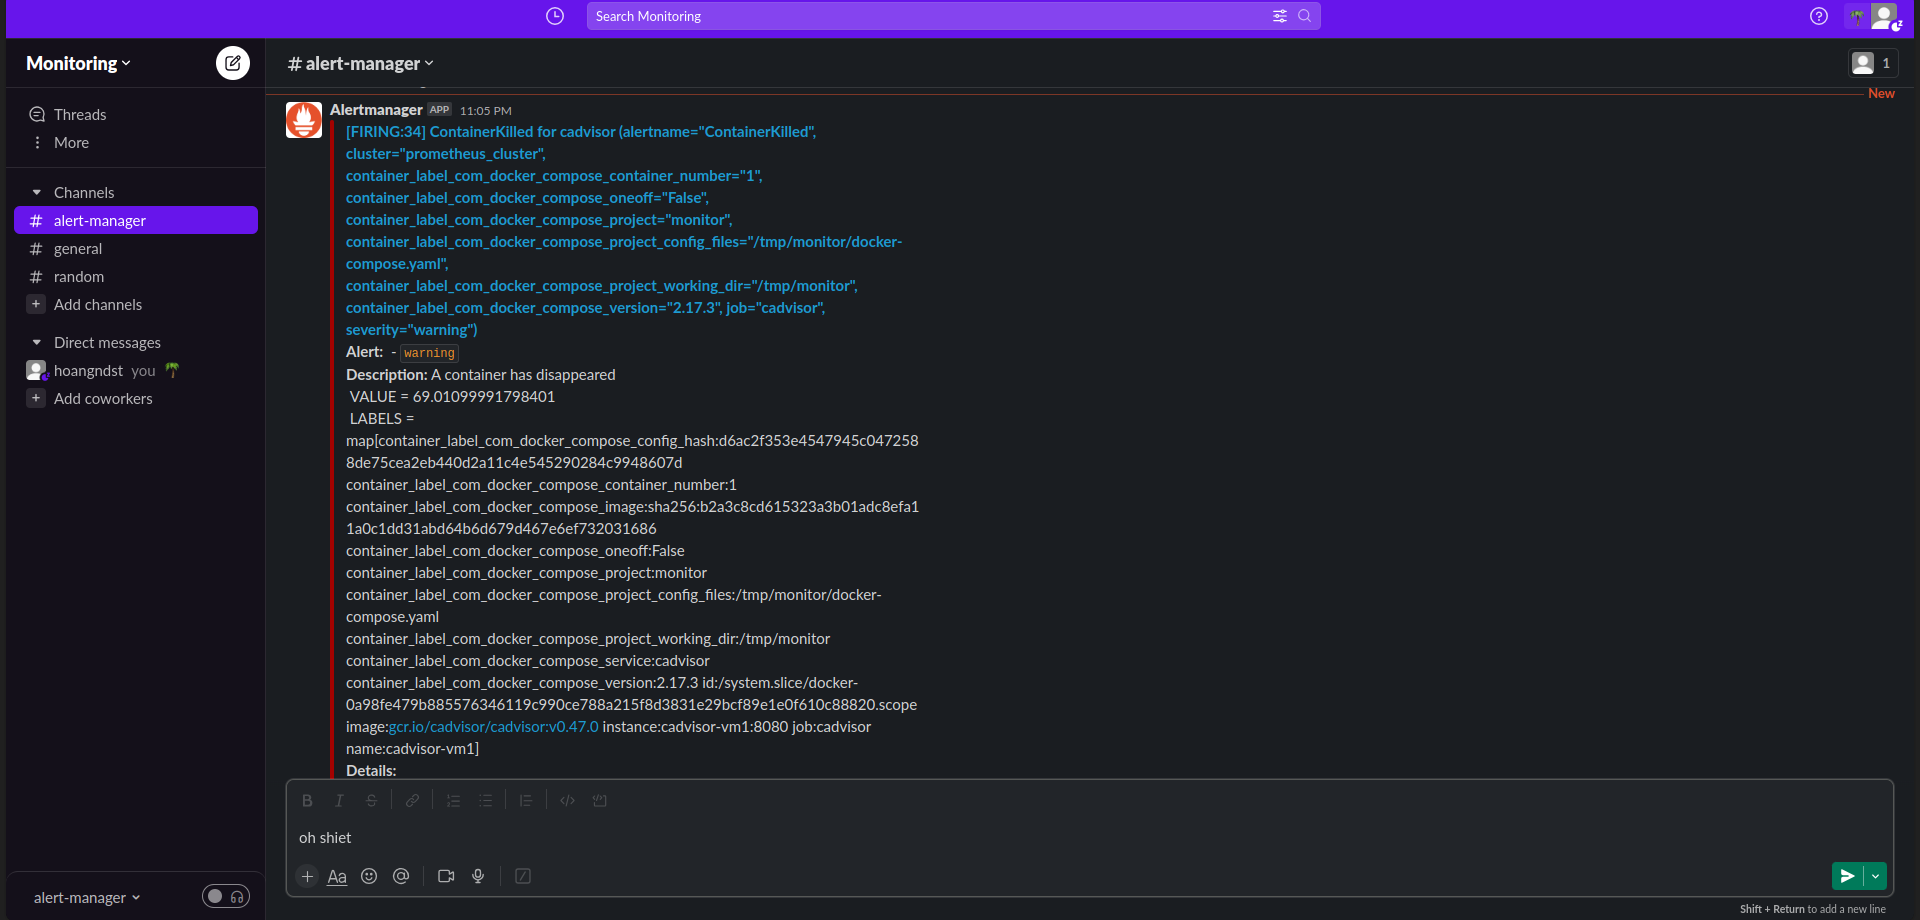 Search Monitoring
Monitoring
# alert-manager
1
Threads
More
Channels
# alert-manager
# general
# random
+ Add channels
Direct messages
hoangndst you
+ Add coworkers
alert-manager
New
Alertmanager APP 11:05 PM
[FIRING:34] ContainerKilled for cadvisor (alertname="ContainerKilled",
cluster="prometheus_cluster",
container_label_com_docker_compose_container_number="1",
container_label_com_docker_compose_oneoff="False",
container_label_com_docker_compose_project="monitor",
container_label_com_docker_compose_project_config_files="/tmp/monitor/docker-
compose.yaml",
container_label_com_docker_compose_project_working_dir="/tmp/monitor",
container_label_com_docker_compose_version="2.17.3", job="cadvisor",
severity="warning")
Alert: - warning
Description: A container has disappeared
VALUE = 69.01099991798401
LABELS =
map[container_label_com_docker_compose_config_hash:d6ac2f353e4547945c047258
8de75cea2eb440d2a11c4e545290284c9948607d
container_label_com_docker_compose_container_number:1
container_label_com_docker_compose_image:sha256:b2a3c8cd615323a3b01adc8efa1
1a0c1dd31abd64b6d679d467e6ef732031686
container_label_com_docker_compose_oneoff:False
container_label_com_docker_compose_project:monitor
container_label_com_docker_compose_project_config_files:/tmp/monitor/docker-
compose.yaml
container_label_com_docker_compose_project_working_dir:/tmp/monitor
container_label_com_docker_compose_service:cadvisor
container_label_com_docker_compose_version:2.17.3 id:/system.slice/docker-
0a98fe479b885576346119c990ce788a215f8d3831e29bcf89e1e0f610c88820.scope
image:gcr.io/cadvisor/cadvisor:v0.47.0 instance:cadvisor-vm1:8080 job:cadvisor
name:cadvisor-vm1]
Details:
B I S
oh shiet
+ Aa
Shift + Return to add a new line